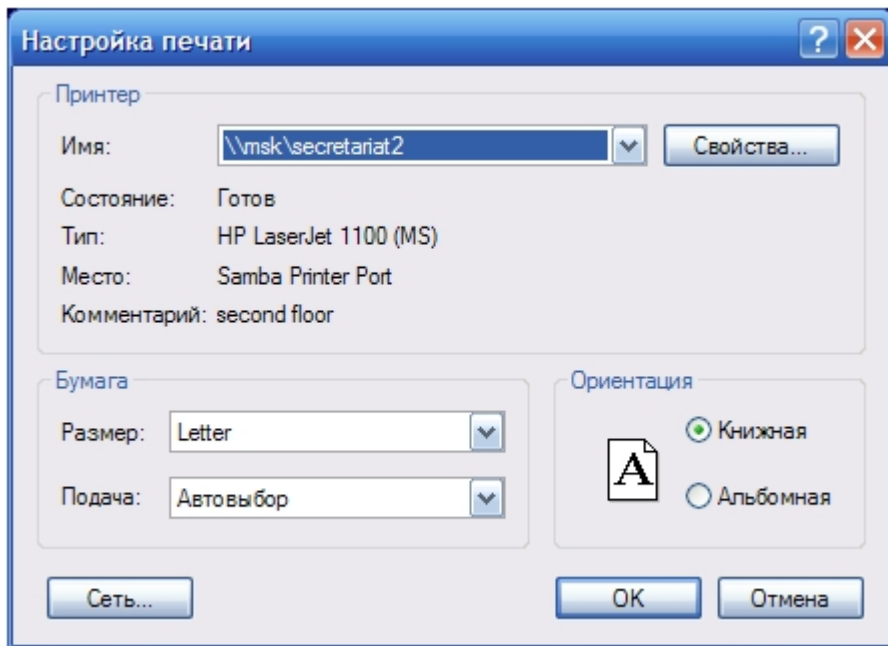 Настройка печати
Принтер
Имя: \\msk\secretariat2 Свойства...
Состояние: Готов
Тип: HP LaserJet 1100 (MS)
Место: Samba Printer Port
Комментарий: second floor
Бумага
Размер: Letter
Подача: Автовыбор
Ориентация
A
Книжная
Альбомная
Сеть... OK Отмена